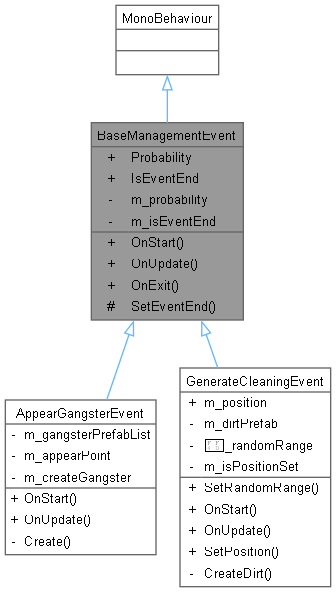 MonoBehaviour
BaseManagementEvent
+ Probability
+ IsEventEnd
- m_probability
- m_isEventEnd
+ OnStart()
+ OnUpdate()
+ OnExit()
# SetEventEnd()
AppearGangsterEvent
- m_gangsterPrefabList
- m_appearPoint
- m_createGangster
+ OnStart()
+ OnUpdate()
- Create()
GenerateCleaningEvent
+ m_position
- m_dirtPrefab
- _randomRange
- m_isPositionSet
+ SetRandomRange()
+ OnStart()
+ OnUpdate()
+ SetPosition()
- CreateDirt()